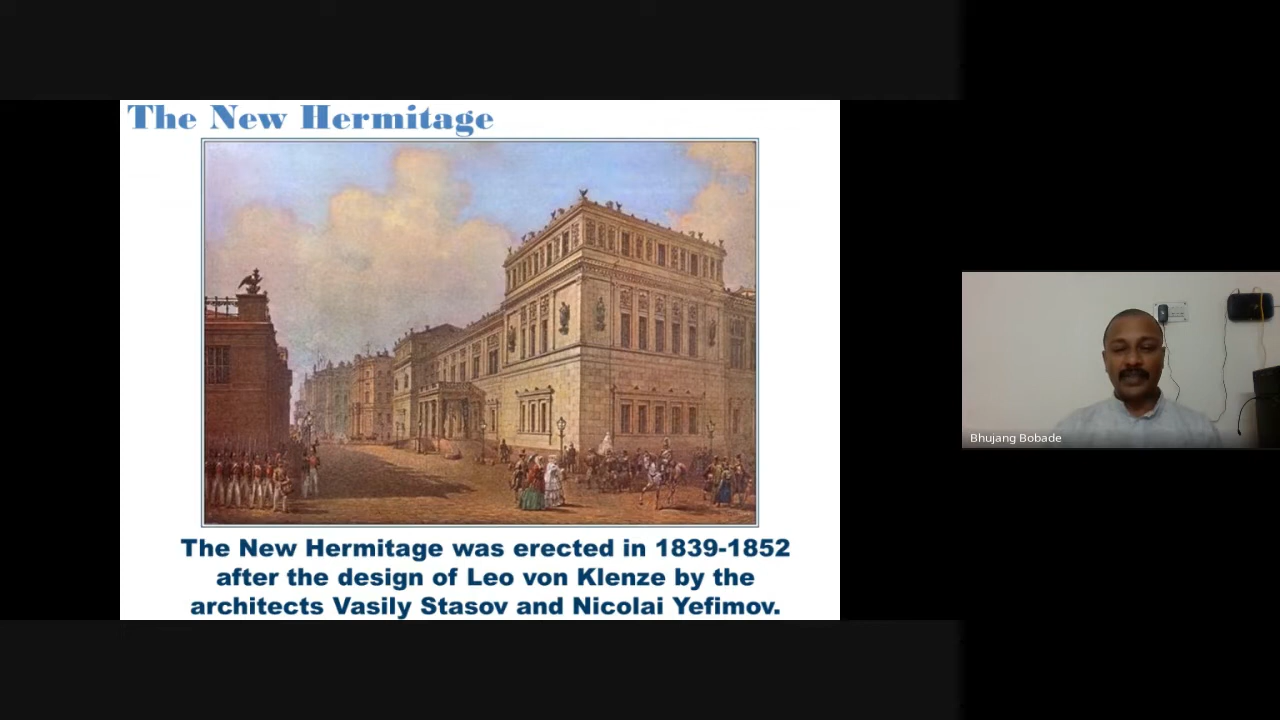 The New Hermitage
The New Hermitage was erected in 1839-1852
after the design of Leo von Klenze by the
architects Vasily Stasov and Nicolai Yefimov.
Bhujang Bobade